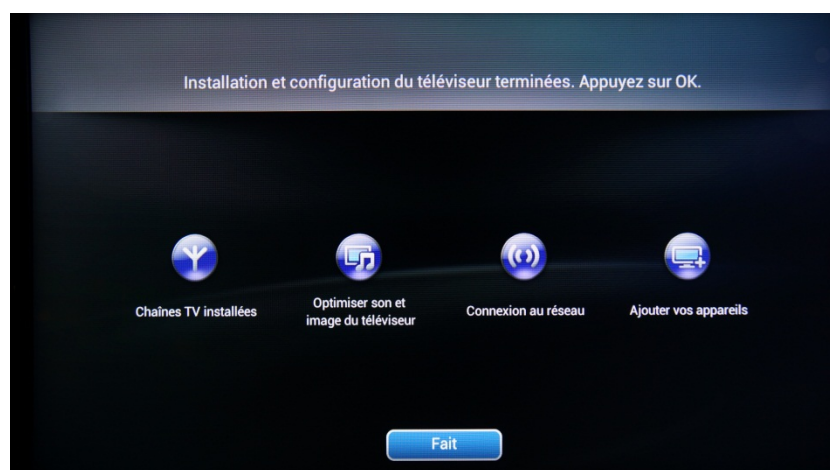 Installation et configuration du téléviseur terminées. Appuyez sur OK.
Chaînes TV installées
Optimiser son et
image du téléviseur
Connexion au réseau
Ajouter vos appareils
Fait